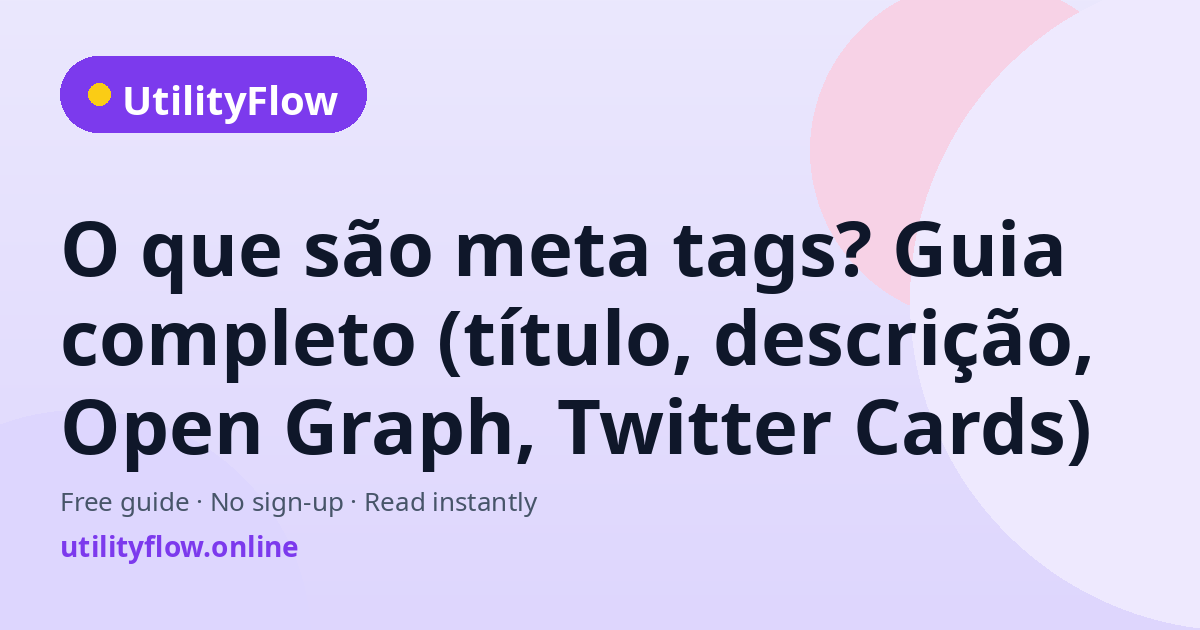 UtilityFlow
O que são meta tags? Guia
completo (título, descrição,
Open Graph, Twitter Cards)
Free guide · No sign-up · Read instantly
utilityflow.online